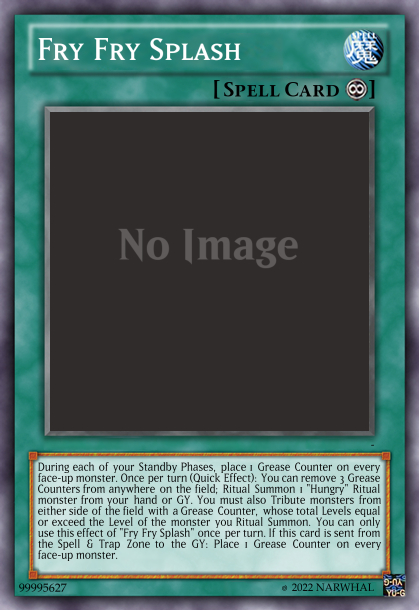 Fry Fry Splash
魔
[Spell Card]
No Image
-
During each of your Standby Phases, place 1 Grease Counter on every
face-up monster. Once per turn (Quick Effect): You can remove 3 Grease
Counters from anywhere on the field; Ritual Summon 1 "Hungry" Ritual
monster from your hand or GY. You must also Tribute monsters from
either side of the field with a Grease Counter, whose total Levels equal
or exceed the Level of the monster you Ritual Summon. You can only
use this effect of "Fry Fry Splash" once per turn. If this card is sent from
the Spell & Trap Zone to the GY: Place 1 Grease Counter on every
face-up monster.
99995627
© 2022 NARWHAL